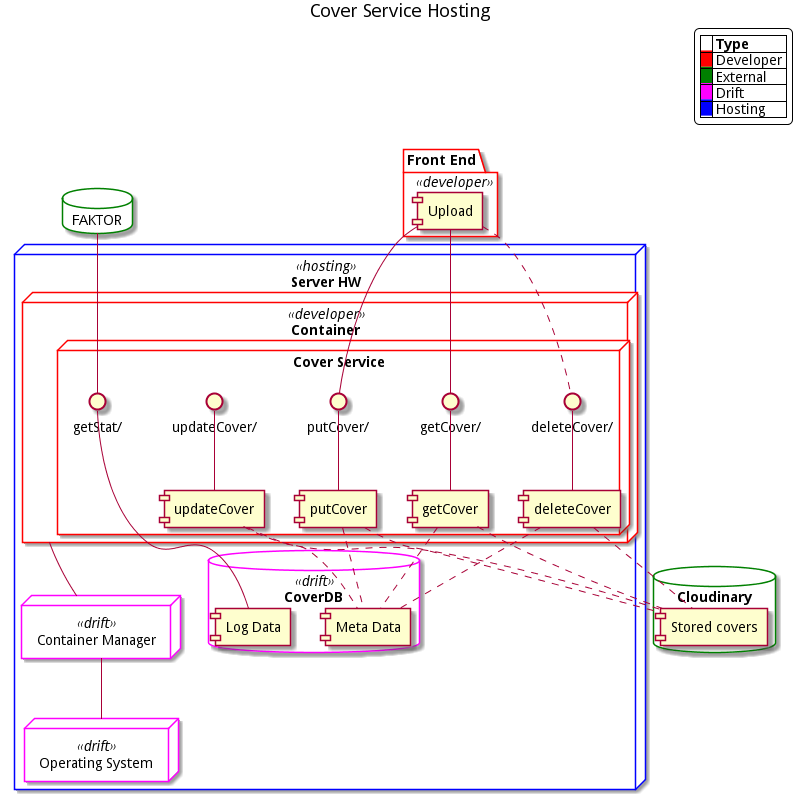 Cover Service Hosting
Type
Developer
External
Drift
Hosting
Front End
«developer»
Upload
FAKTOR
«hosting»
Server HW
«developer»
Container
Cover Service
getStat/ updateCover/ putCover/ getCover/ deleteCover/
updateCover putCover getCover deleteCover
«drift»
CoverDB
Cloudinary
Log Data Meta Data Stored covers
«drift»
Container Manager
«drift»
Operating System